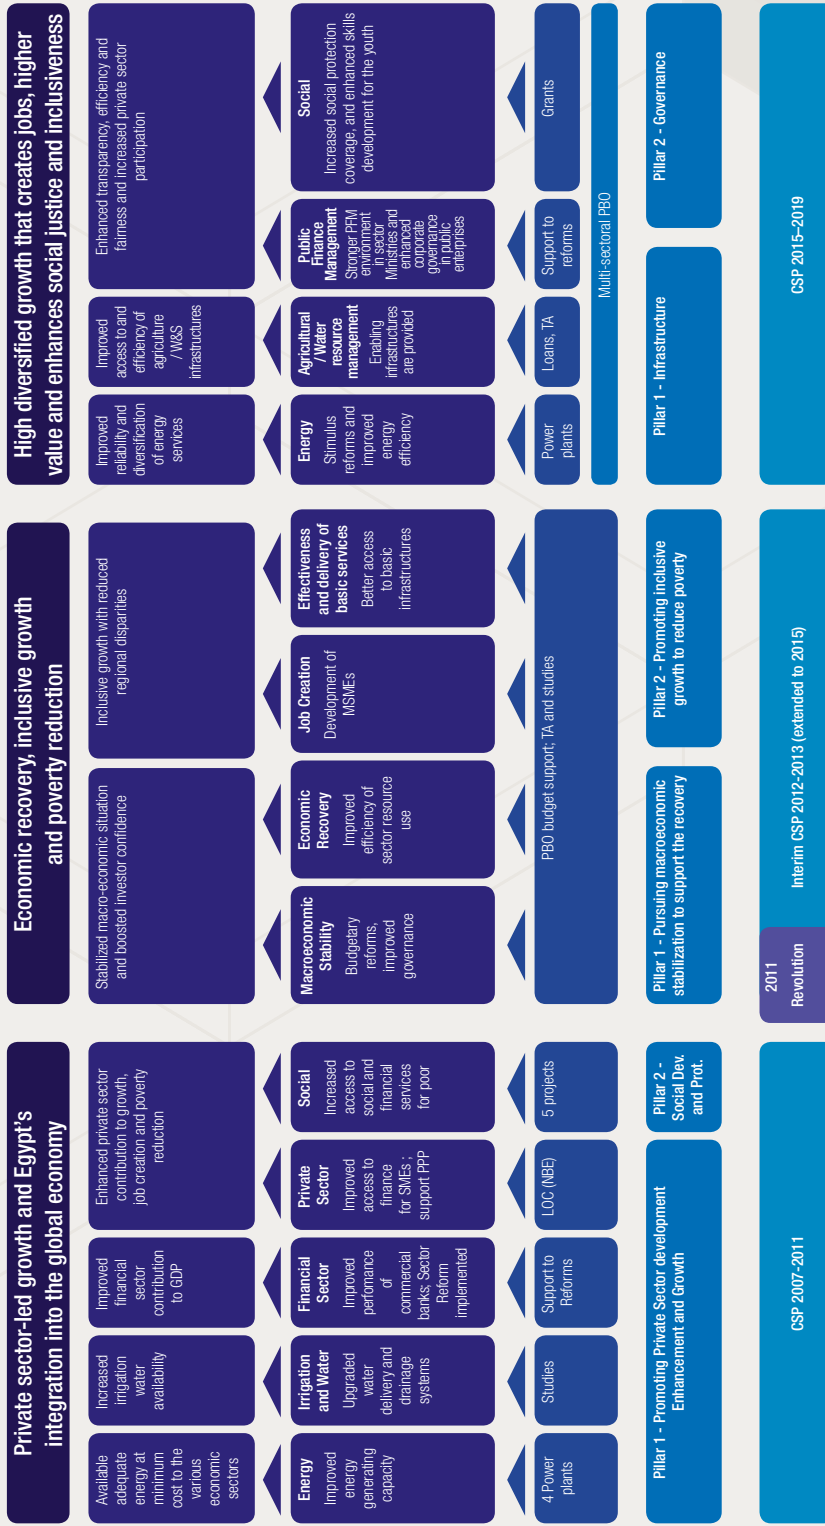 Private sector-led growth and Egypt's
integration into the global economy
Available
adequate
energy at
minimum
cost to the
various
economic
sectors
Increased
irrigation
water
availability
Improved
financial
sector
contribution
to GDP
Enhanced private sector
contribution to growth,
job creation and poverty
reduction
Energy
Improved
energy
generating
capacity
Irrigation
and Water
Upgraded
water
delivery and
drainage
systems
Financial
Sector
Improved
perfomance
of
commercial
banks; Sector
Reform
implemented
Private
Sector
Improved
access to
finance
for SMEs ;
support PPP
Social
Increased
access to
social and
financial
services
for poor
4 Power
plants
Studies
Support to
Reforms
LOC (NBE)
5 projects
Pillar 1 - Promoting Private Sector development
Enhancement and Growth
Pillar 2 -
Social Dev.
and Prot.
CSP 2007-2011
2011
Revolution
Economic recovery, inclusive growth
and poverty reduction
Stabilized macro-economic situation
and boosted investor confidence
Inclusive growth with reduced
regional disparities
Macroeconomic
Stability
Budgetary
reforms,
improved
governance
Economic
Recovery
Improved
efficiency of
sector resource
use
Job Creation
Development of
MSMEs
Effectiveness
and delivery of
basic services
Better access
to basic
infrastructures
PBO budget support; TA and studies
Pillar 1 - Pursuing macroeconomic
stabilization to support the recovery
Pillar 2 - Promoting inclusive
growth to reduce poverty
Interim CSP 2012-2013 (extended to 2015)
High diversified growth that creates jobs, higher
value and enhances social justice and inclusiveness
Improved
reliability and
diversification
of energy
services
Improved
access to and
efficiency of
agriculture
/ W&S
infrastructures
Enhanced transparency, efficiency and
fairness and increased private sector
participation
Energy
Stimulus
reforms and
improved
energy
efficiency
Agricultural
/ Water
resource
management
Enabling
infrastructures
are provided
Public
Finance
Management
Stronger PFM
environment
in sector
Ministries and
enhanced
corporate
governance
in public
enterprises
Social
Increased social protection
coverage, and enhanced skills
development for the youth
Power
plants
Loans, TA
Support to
reforms
Grants
Multi-sectoral PBO
Pillar 1 - Infrastructure
Pillar 2 - Governance
CSP 2015–2019